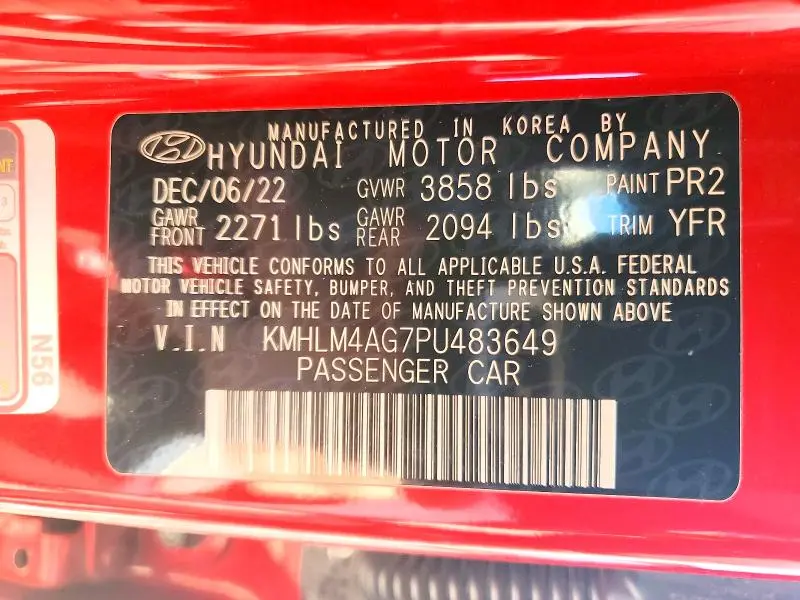 MANUFACTURED IN KOREA BY
HYUNDAI MOTOR COMPANY
DEC/06/22 GVWR 3858 lbs PAINT PR2
GAWR FRONT 2271 lbs GAWR REAR 2094 lbs TRIM YFR
THIS VEHICLE CONFORMS TO ALL APPLICABLE U.S.A. FEDERAL
MOTOR VEHICLE SAFETY, BUMPER, AND THEFT PREVENTION STANDARDS
IN EFFECT ON THE DATE OF MANUFACTURE SHOWN ABOVE
V.I.N KMHLM4AG7PU483649
PASSENGER CAR
N56